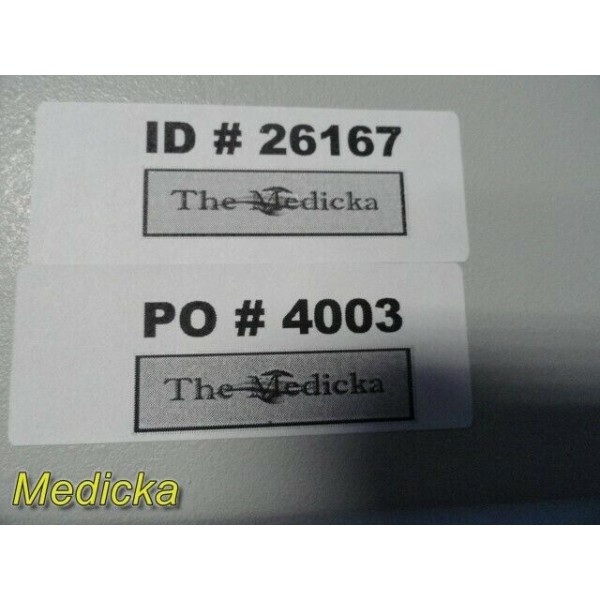 ID # 26167
The Medicka
PO # 4003
The Medicka
Medicka